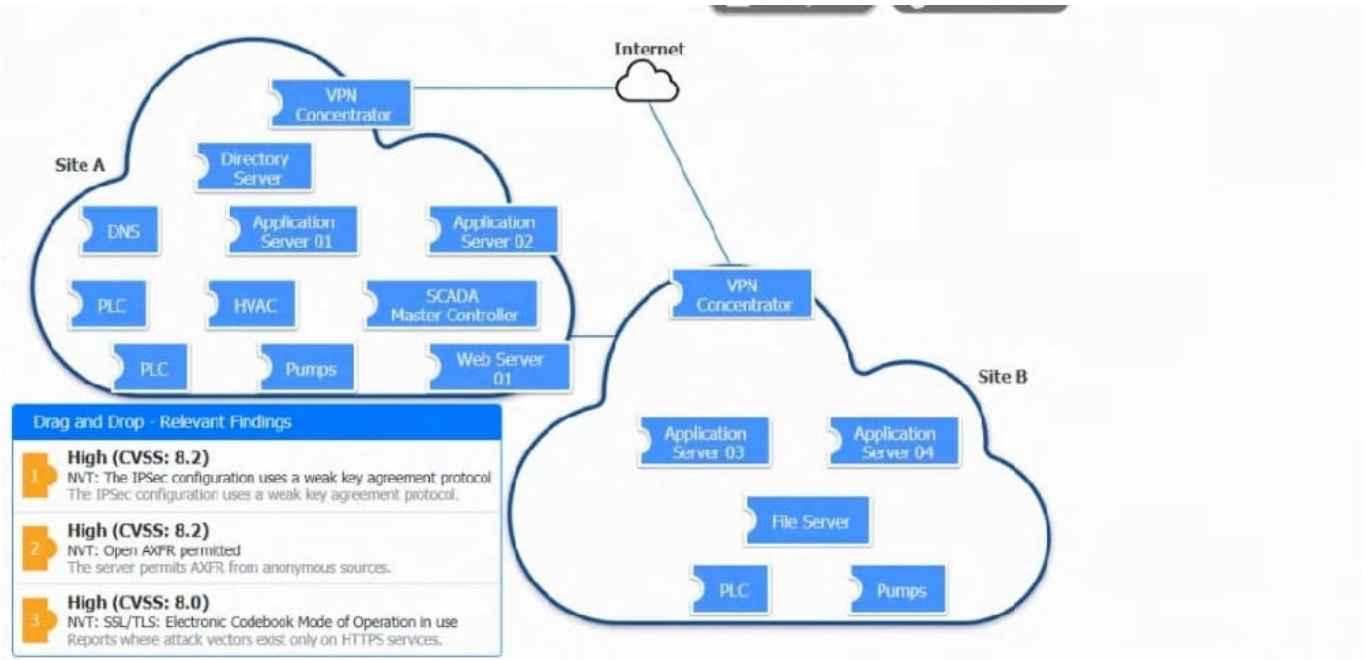 Internet
VPN
Concentrator
Site A
Directory
Server
DNS
Application
Server 01
Application
Server 02
PLC
HVAC
SCADA
Master Controller
PLC
Pumps
Web Server
01
VPN
Concentrator
Site B
Application
Server 03
Application
Server 04
File Server
PLC
Pumps
Drag and Drop - Relevant Findings
1
High (CVSS: 8.2)
NVT: The IPSec configuration uses a weak key agreement protocol
The IPSec configuration uses a weak key agreement protocol.
2
High (CVSS: 8.2)
NVT: Open AXFR permitted
The server permits AXFR from anonymous sources.
3
High (CVSS: 8.0)
NVT: SSL/TLS: Electronic Codebook Mode of Operation in use
Reports where attack vectors exist only on HTTPS services.